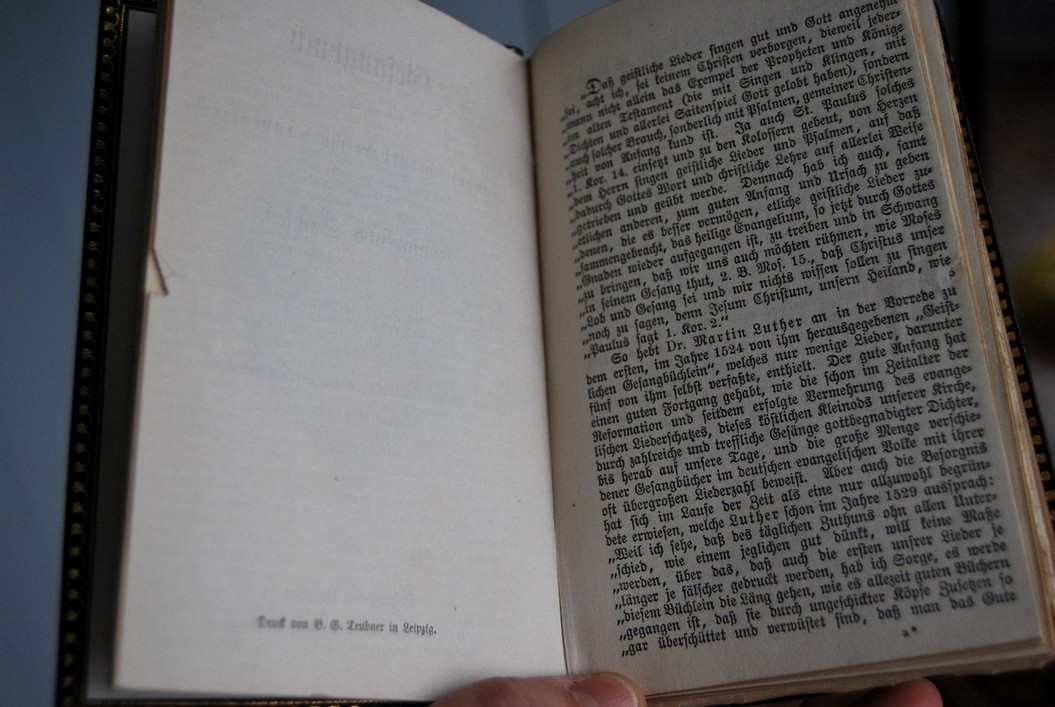 Gesangbuch
Druck von B. G. Teubner in Leipzig.
„Daß geistliche Lieder singen gut und Gott angenehm
„sei, acht ich, sei keinem Christen verborgen, dieweil jeder-
„mann nicht allein das Exempel der Propheten und Könige
„im alten Testament (die mit Singen und Klingen, mit
„Dichten und allerlei Saitenspiel Gott gelobt haben), sondern
„auch solcher Brauch, sonderlich mit Psalmen, gemeiner Christen-
„heit von Anfang kund ist. Ja auch St. Paulus solches
„1. Kor. 14. einsetzt und zu den Kolossern gebeut, von Herzen
„dem Herrn singen geistliche Lieder und Psalmen, auf daß
„dadurch Gottes Wort und christliche Lehre auf allerlei Weise
„getrieben und geübt werde. Demnach hab ich auch, samt
„etlichen anderen, zum guten Anfang und Ursach zu geben
„denen, die es besser vermögen, etliche geistliche Lieder zu-
„sammengebracht, das heilige Evangelium, so jetzt durch Gottes
„Gnaden wieder aufgegangen ist, zu treiben und in Schwang
„zu bringen, daß wir uns auch möchten rühmen, wie Moses
„in seinem Gesang thut, 2. B. Mos. 15., daß Christus unser
„Lob und Gesang sei und wir nichts wissen sollen zu singen
„noch zu sagen, denn Jesum Christum, unsern Heiland, wie
„Paulus sagt 1. Kor. 2.“
So hebt Dr. Martin Luther an in der Vorrede zu
dem ersten, im Jahre 1524 von ihm herausgegebenen „Geist-
lichen Gesangbüchlein“, welches nur wenige Lieder, darunter
fünf von ihm selbst verfaßte, enthielt. Der gute Anfang hat
einen guten Fortgang gehabt, wie die schon im Zeitalter der
Reformation und seitdem erfolgte Vermehrung des evange-
lischen Liederschatzes, dieses köstlichen Kleinods unserer Kirche,
durch zahlreiche und treffliche Gesänge gottbegnadigter Dichter,
bis herab auf unsere Tage, und die große Menge verschie-
dener Gesangbücher im deutschen evangelischen Volke mit ihrer
oft übergroßen Liederzahl beweist. Aber auch die Besorgnis
hat sich im Laufe der Zeit als eine nur allzuwohl begrün-
dete erwiesen, welche Luther schon im Jahre 1529 aussprach:
„Weil ich sehe, daß des täglichen Zuthuns ohn allen Unter-
„schied, wie einem jeglichen gut dünkt, will keine Maße
„werden, über das, daß auch die ersten unsrer Lieder je
„länger je fälscher gedruckt werden, hab ich Sorge, es werde
„diesem Büchlein die Läng gehen, wie es allezeit guten Büchern
„gegangen ist, daß sie durch ungeschickter Köpfe Zusetzen so
„gar überschüttet und verwüstet sind, daß man das Gute
a*